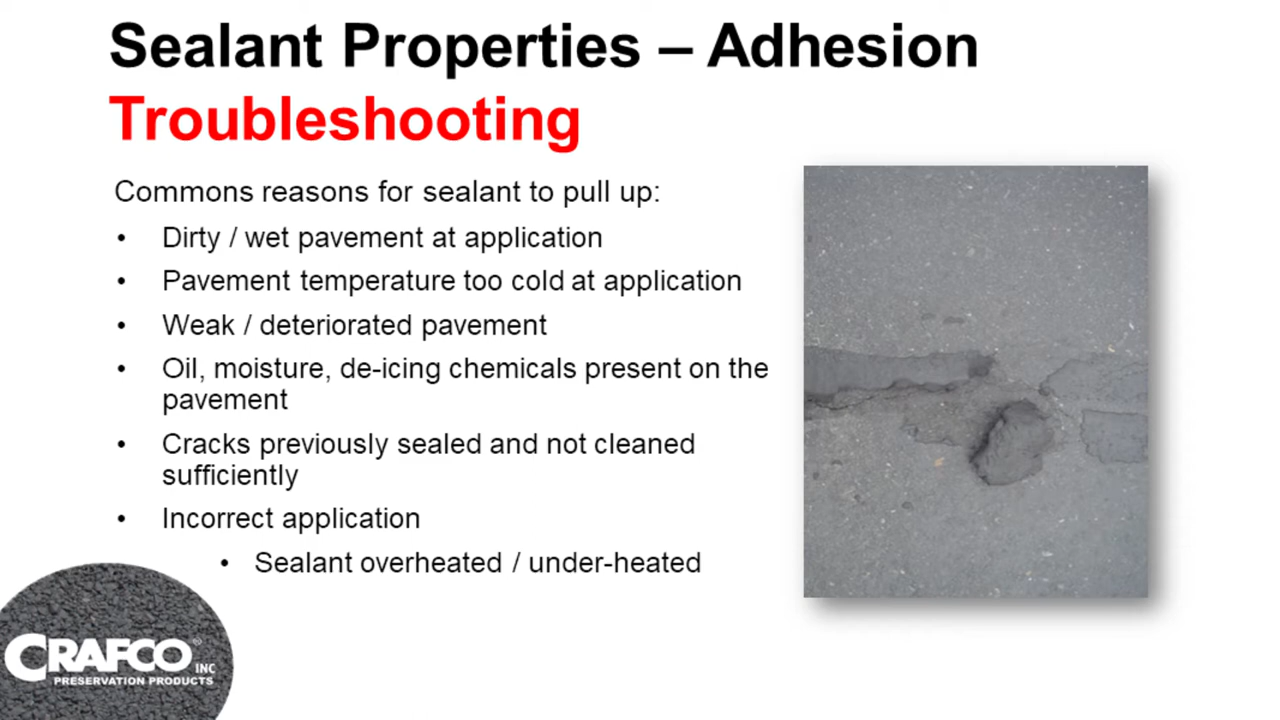 Sealant Properties – Adhesion
Troubleshooting
Commons reasons for sealant to pull up:
• Dirty / wet pavement at application
• Pavement temperature too cold at application
• Weak / deteriorated pavement
• Oil, moisture, de-icing chemicals present on the
pavement
• Cracks previously sealed and not cleaned
sufficiently
• Incorrect application
• Sealant overheated / under-heated
CRAFCO® INC
PRESERVATION PRODUCTS